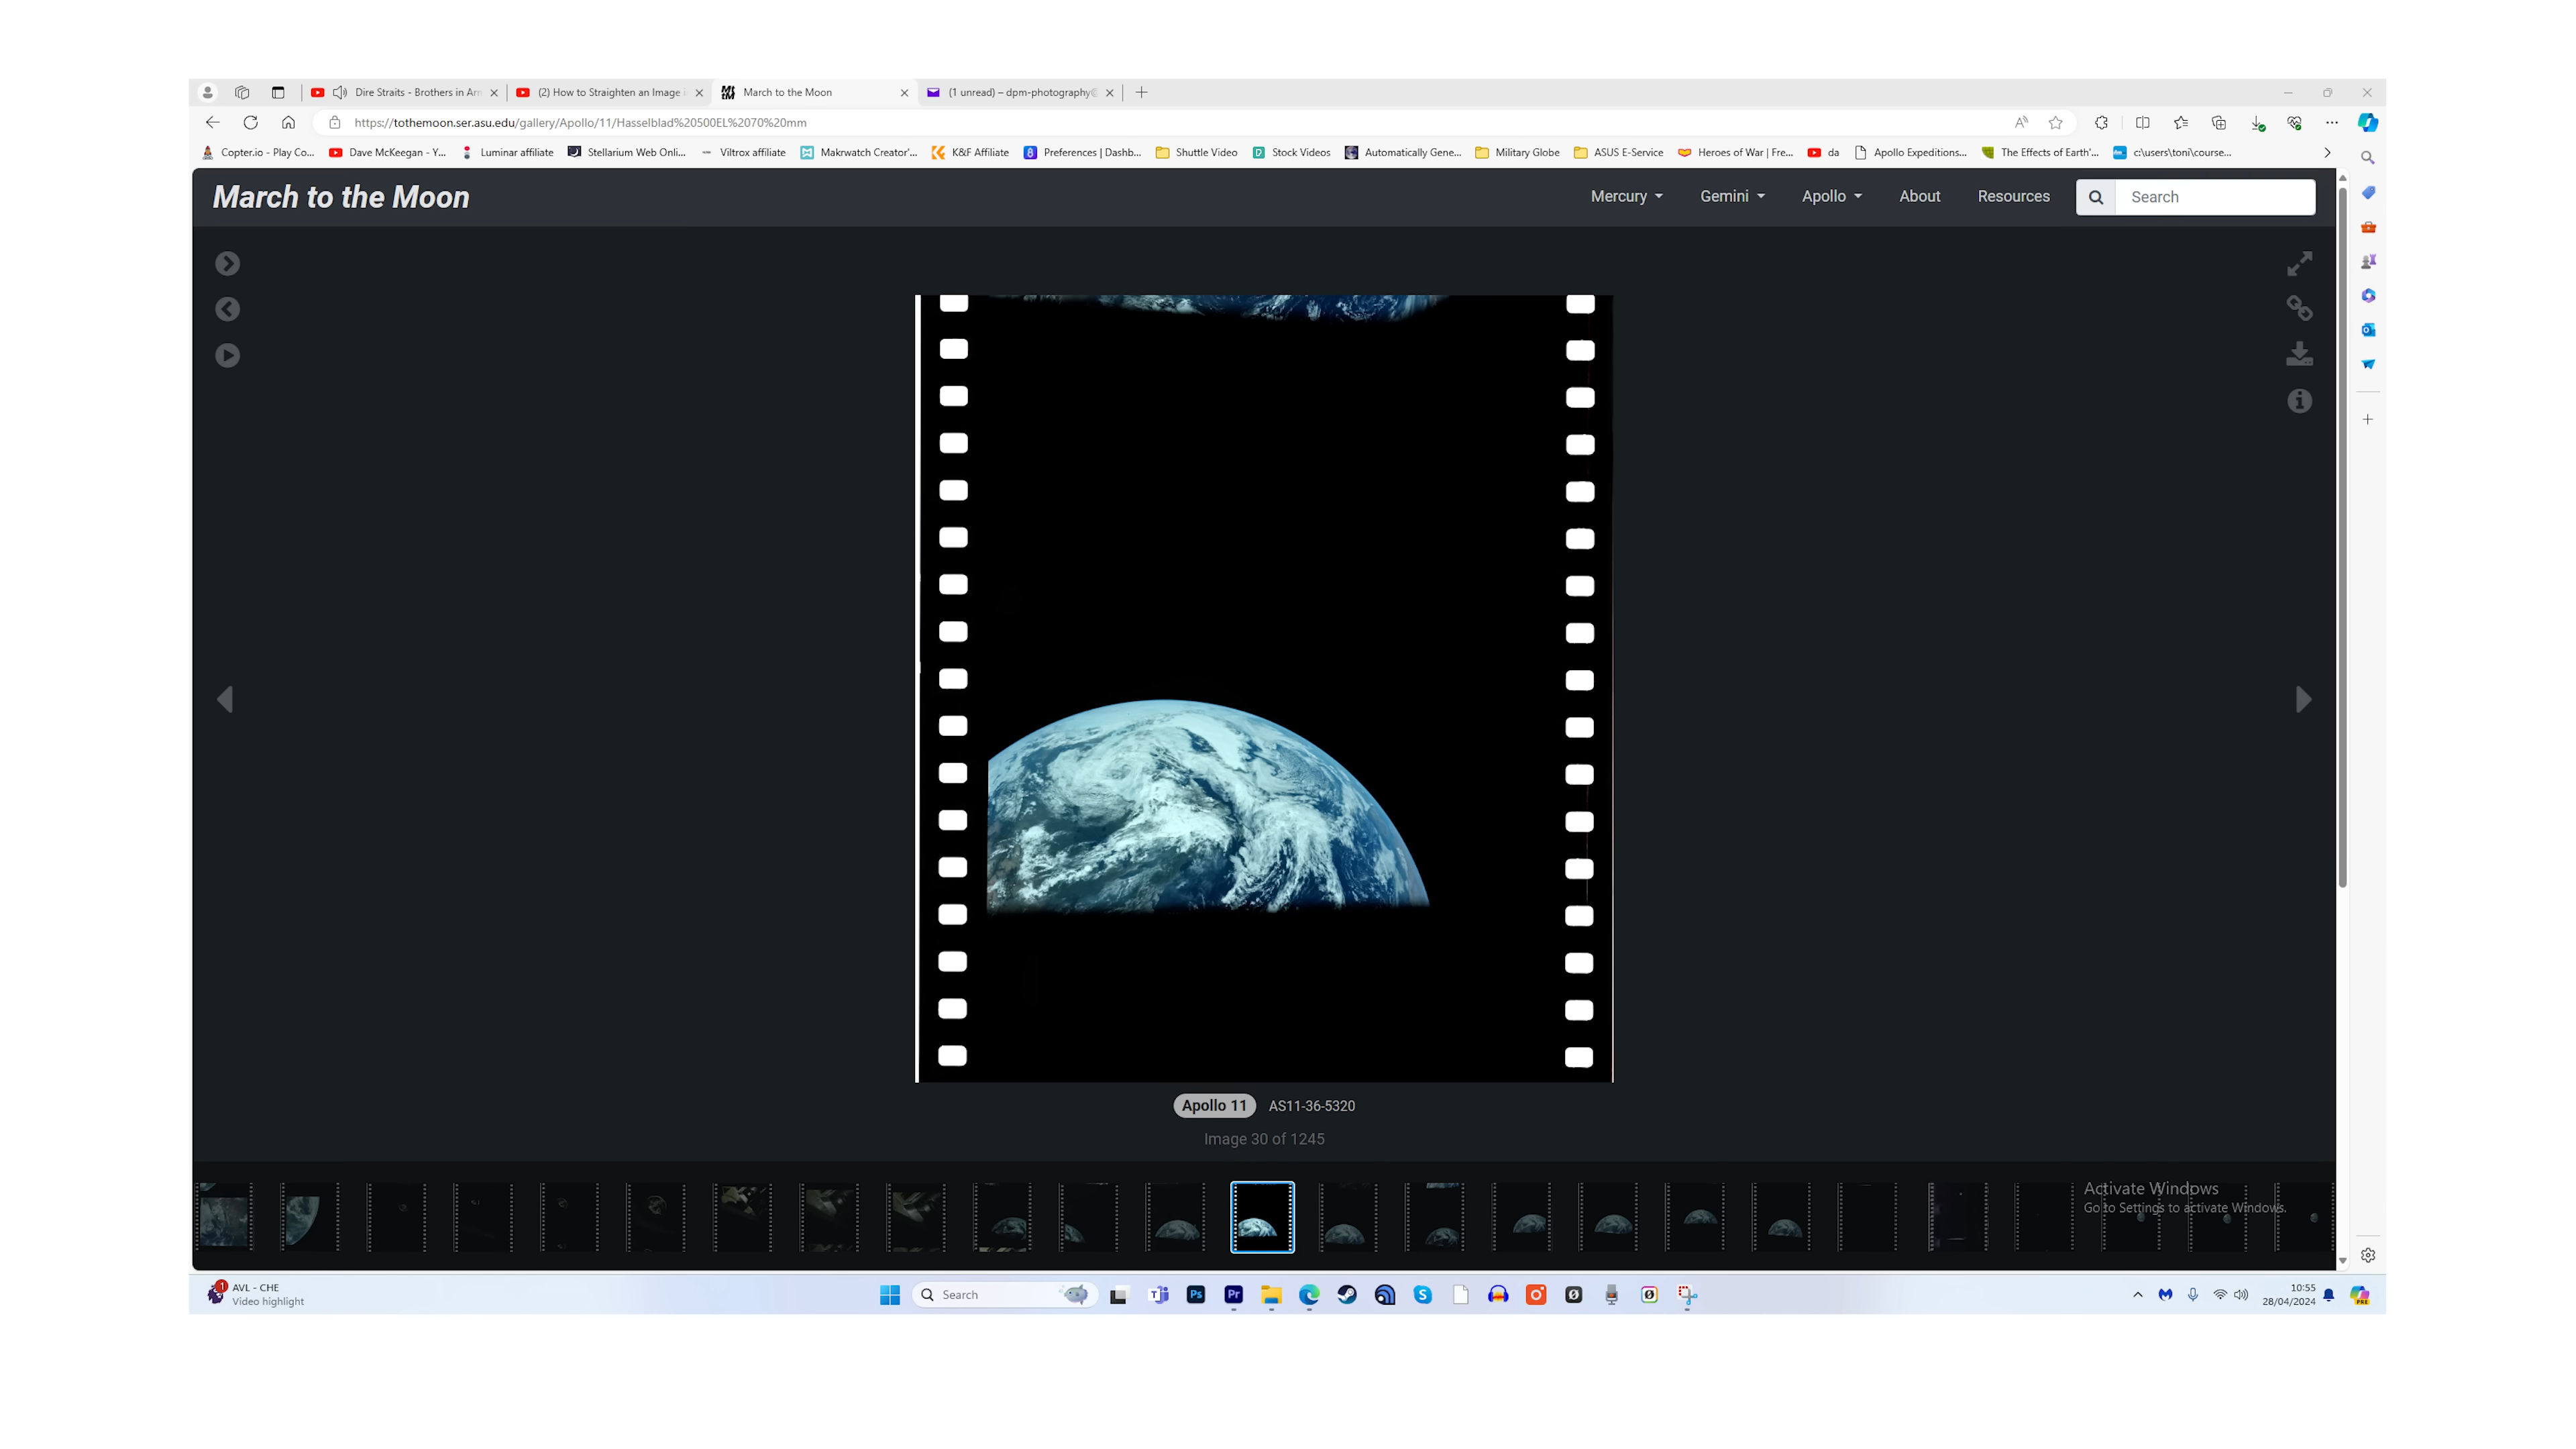 Dire Straits - Brothers in Arm
(2) How to Straighten an Image i
March to the Moon
(1 unread) – dpm-photography@
https://tothemoon.ser.asu.edu/gallery/Apollo/11/Hasselblad%20500EL%2070%20mm
Copter.io - Play Co...
Dave McKeegan - Y...
Luminar affiliate
Stellarium Web Onli...
Viltrox affiliate
Makrwatch Creator'...
K&F Affiliate
Preferences | Dashb...
Shuttle Video
Stock Videos
Automatically Gene...
Military Globe
ASUS E-Service
Heroes of War | Fre...
da
Apollo Expeditions...
The Effects of Earth'...
c:\users\toni\course...
March to the Moon
Mercury
Gemini
Apollo
About
Resources
Search
Apollo 11 AS11-36-5320
Image 30 of 1245
Activate Windows
Go to Settings to activate Windows.
1
AVL - CHE
Video highlight
Search
10:55
28/04/2024